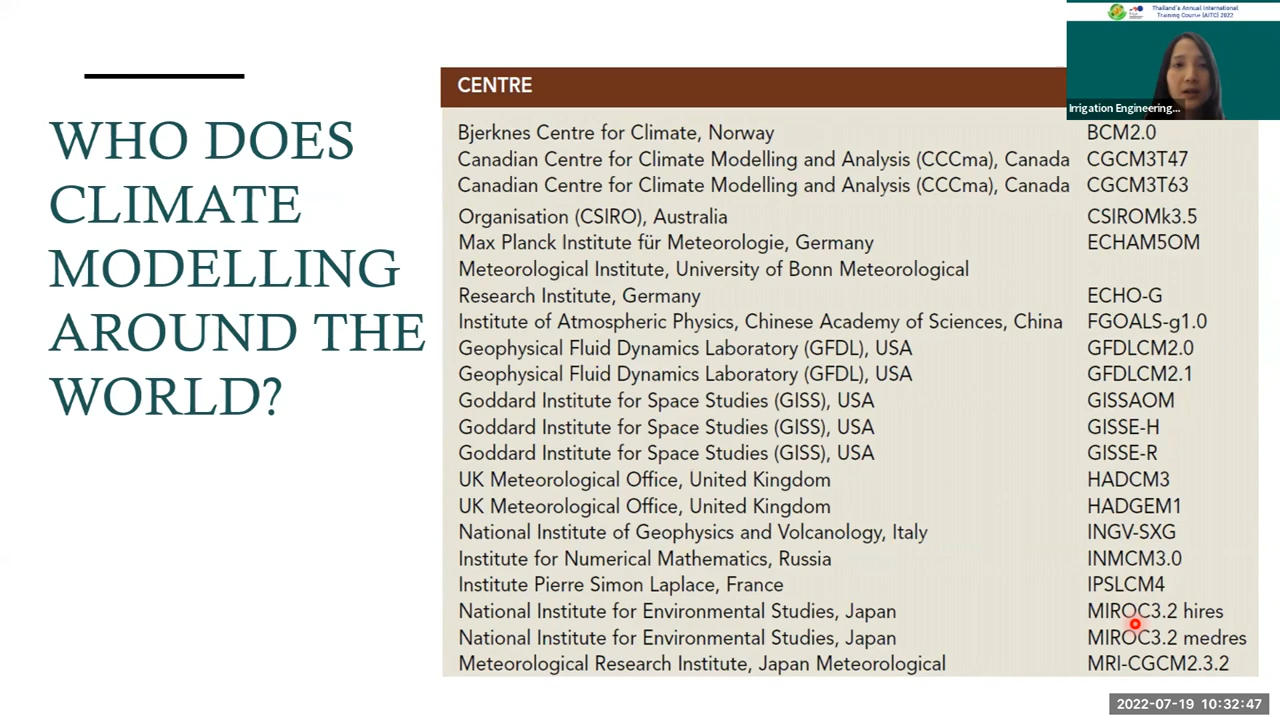 Thailand's Annual International
Training Course (AITC) 2022
Irrigation Engineering...
WHO DOES
CLIMATE
MODELLING
AROUND THE
WORLD?
CENTRE
Bjerknes Centre for Climate, Norway BCM2.0
Canadian Centre for Climate Modelling and Analysis (CCCma), Canada CGCM3T47
Canadian Centre for Climate Modelling and Analysis (CCCma), Canada CGCM3T63
Organisation (CSIRO), Australia CSIROMk3.5
Max Planck Institute für Meteorologie, Germany ECHAM5OM
Meteorological Institute, University of Bonn Meteorological
Research Institute, Germany ECHO-G
Institute of Atmospheric Physics, Chinese Academy of Sciences, China FGOALS-g1.0
Geophysical Fluid Dynamics Laboratory (GFDL), USA GFDLCM2.0
Geophysical Fluid Dynamics Laboratory (GFDL), USA GFDLCM2.1
Goddard Institute for Space Studies (GISS), USA GISSAOM
Goddard Institute for Space Studies (GISS), USA GISSE-H
Goddard Institute for Space Studies (GISS), USA GISSE-R
UK Meteorological Office, United Kingdom HADCM3
UK Meteorological Office, United Kingdom HADGEM1
National Institute of Geophysics and Volcanology, Italy INGV-SXG
Institute for Numerical Mathematics, Russia INMCM3.0
Institute Pierre Simon Laplace, France IPSLCM4
National Institute for Environmental Studies, Japan MIROC3.2 hires
National Institute for Environmental Studies, Japan MIROC3.2 medres
Meteorological Research Institute, Japan Meteorological MRI-CGCM2.3.2
2022-07-19 10:32:47